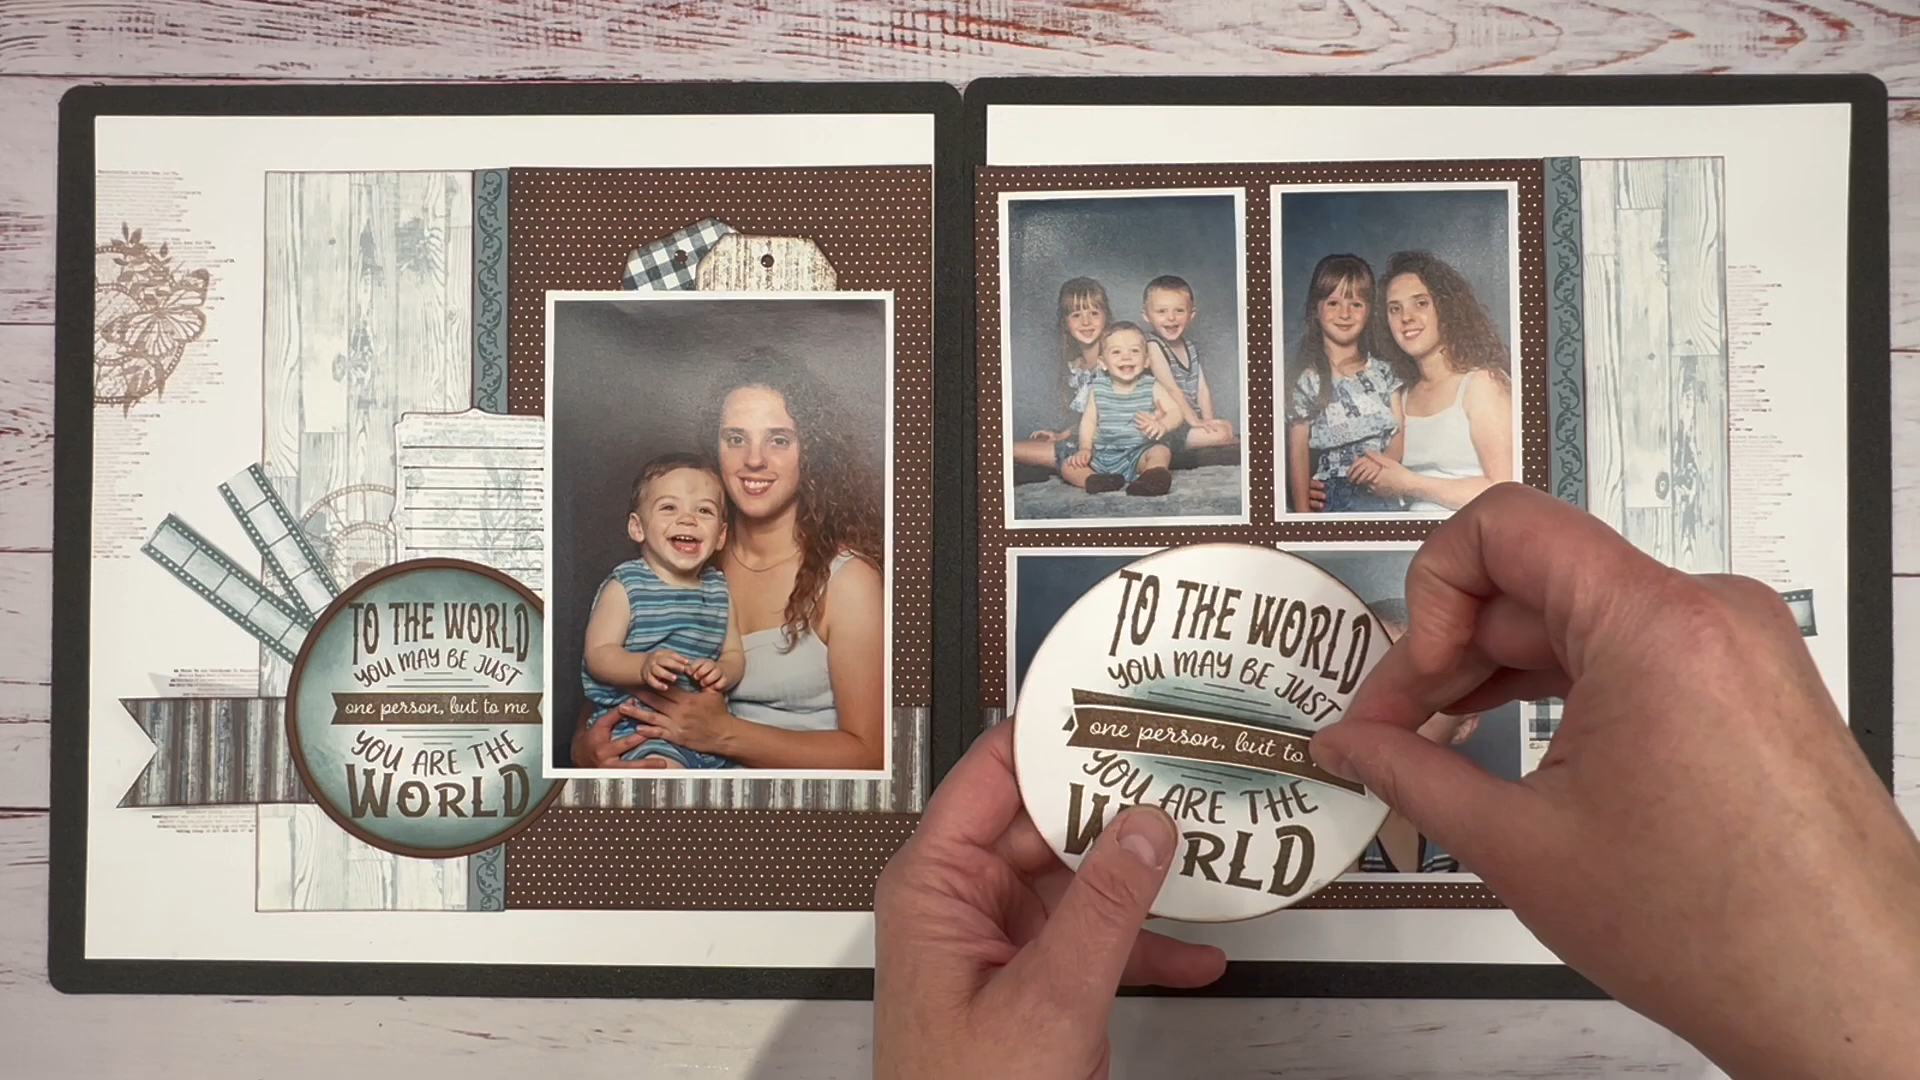 TO THE WORLD
YOU MAY BE JUST
one person, but to me
YOU ARE THE
WORLD
TO THE WORLD
YOU MAY BE JUST
one person, but to
YOU ARE THE
WORLD